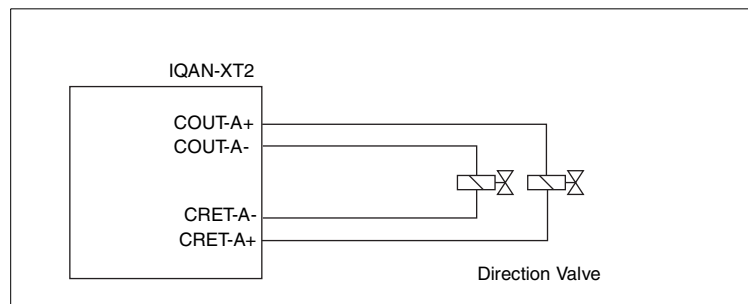 IQAN-XT2
COUT-A+
COUT-A-
CRET-A-
CRET-A+
Direction Valve